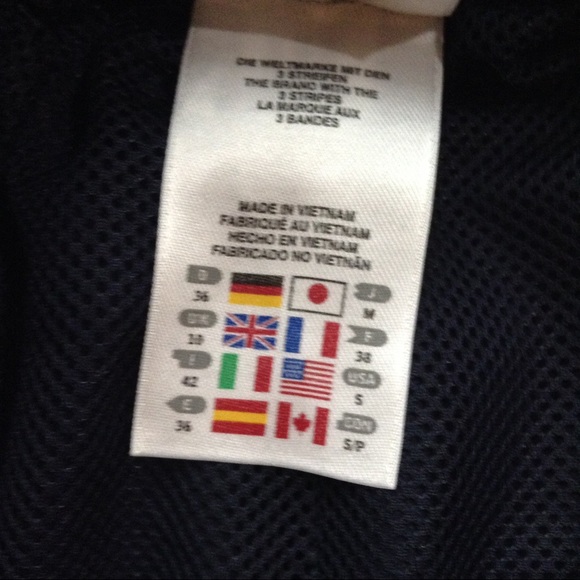 DIE WELTMARKE MIT DEN
3 STREIFEN
THE BRAND WITH THE
3 STRIPES
LA MARQUE AUX
3 BANDES
MADE IN VIETNAM
FABRIQUÉ AU VIETNAM
HECHO EN VIETNAM
FABRICADO NO VIETNÃN
D J
36 M
UK F
10 38
I USA
42 S
E CDN
36 S/P